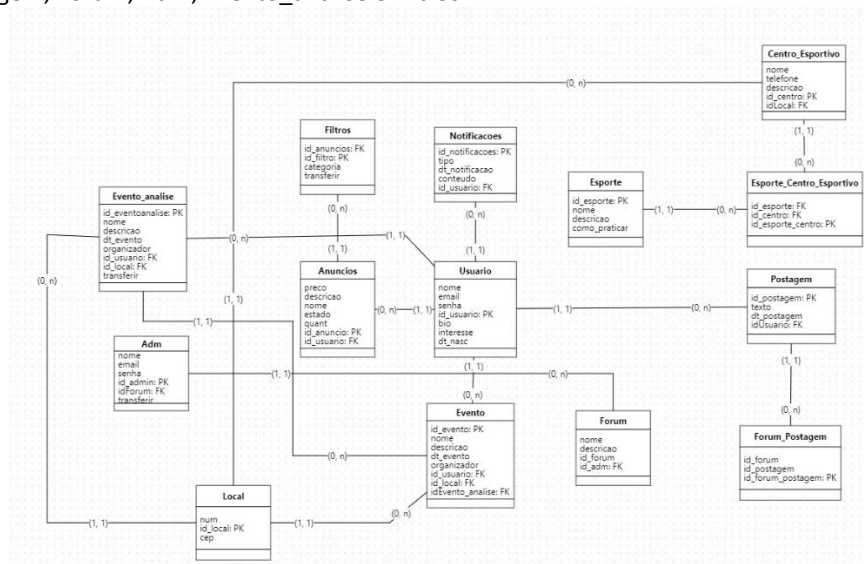 Centro_Esportivo
nome
telefone
descricao
id_centro: PK
idLocal: FK
(0, n)
(1, 1)
(0, n)
Filtros
id_anuncios: FK
id_filtro: PK
categoria
transferir
Notificacoes
id_notificacoes: PK
tipo
dt_notificacao
conteudo
id_usuario: FK
Esporte
id_esporte: PK
nome
descricao
como_praticar
(1, 1)
(0, n)
Esporte_Centro_Esportivo
id_esporte: FK
id_centro: FK
id_esporte_centro: PK
Evento_analise
id_eventoanalise: PK
nome
descricao
dt_evento
organizador
id_usuario: FK
id_local: FK
transferir
(0, n)
(1, 1)
(0, n)
(1, 1)
(0, n)
(1, 1)
(0, n)
(1, 1)
Anuncios
preco
descricao
nome
estado
quant
id_anuncio: PK
id_usuario: FK
(0, n)
(1, 1)
Usuario
nome
email
senha
id_usuario: PK
bio
interesse
dt_nasc
(1, 1)
(0, n)
Postagem
id_postagem: PK
texto
dt_postagem
idUsuario: FK
(1, 1)
(1, 1)
Adm
nome
email
senha
id_admin: PK
idForum: FK
transferir
(1, 1)
(0, n)
(1, 1)
(0, n)
(1, 1)
(0, n)
Evento
id_evento: PK
nome
descricao
dt_evento
organizador
id_usuario: FK
id_local: FK
idEvento_analise: FK
(0, n)
Forum
nome
descricao
id_forum
id_adm: FK
Forum_Postagem
id_forum
id_postagem
id_forum_postagem: PK
Local
num
id_local: PK
cep
(1, 1)
(1, 1)
(0, n)